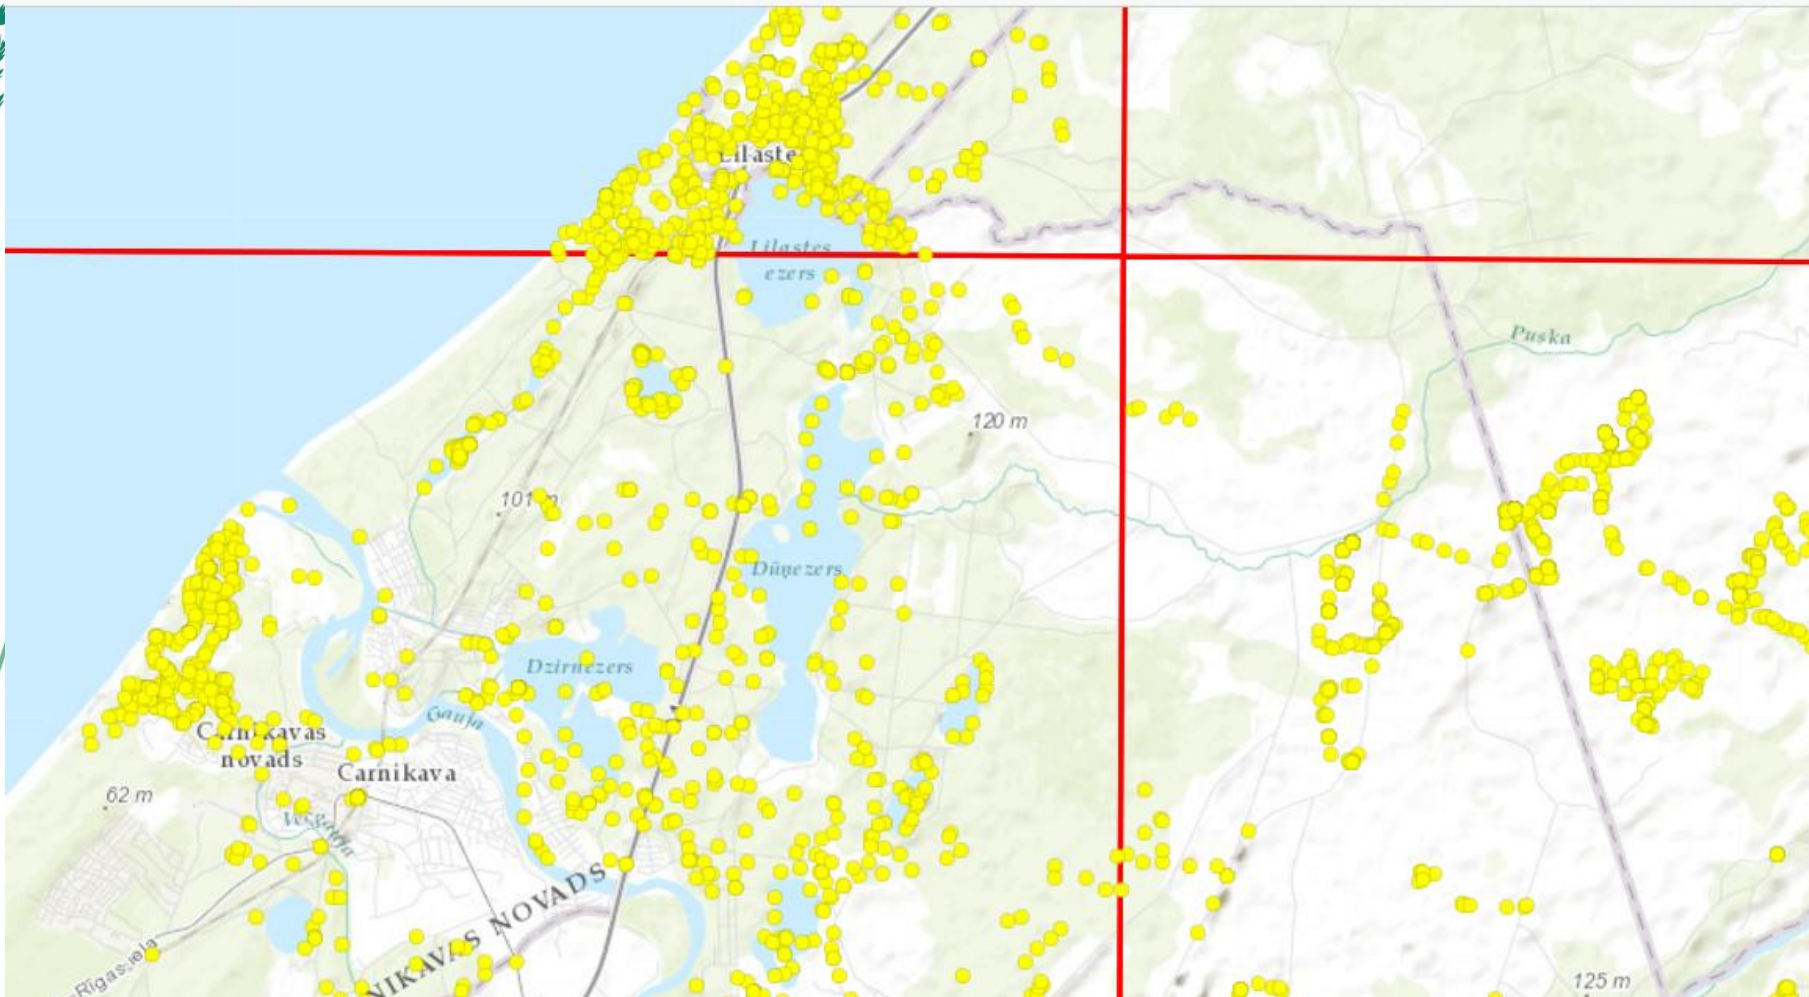 Lilaste
Lilastes
ezers
Puska
120 m
101 m
Dūņezers
Dzirnezers
Gauja
Carnikavas
novads
Carnikava
62 m
Vecgauja
NIKAVAS NOVADS
Rīgas iela
125 m